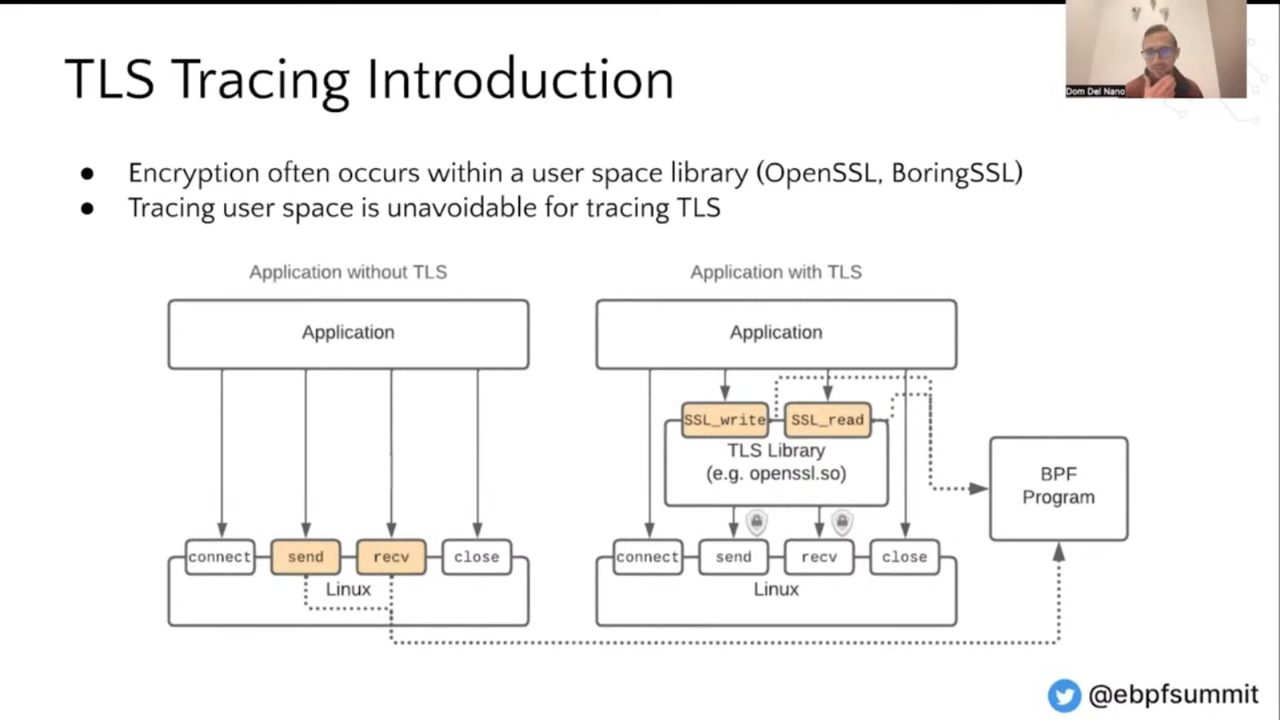 TLS Tracing Introduction
Dom Del Nano
● Encryption often occurs within a user space library (OpenSSL, BoringSSL)
● Tracing user space is unavoidable for tracing TLS
Application without TLS
Application
connect send recv close
Linux
Application with TLS
Application
SSL_write SSL_read
TLS Library
(e.g. openssl.so)
connect send recv close
Linux
BPF
Program
@ebpfsummit